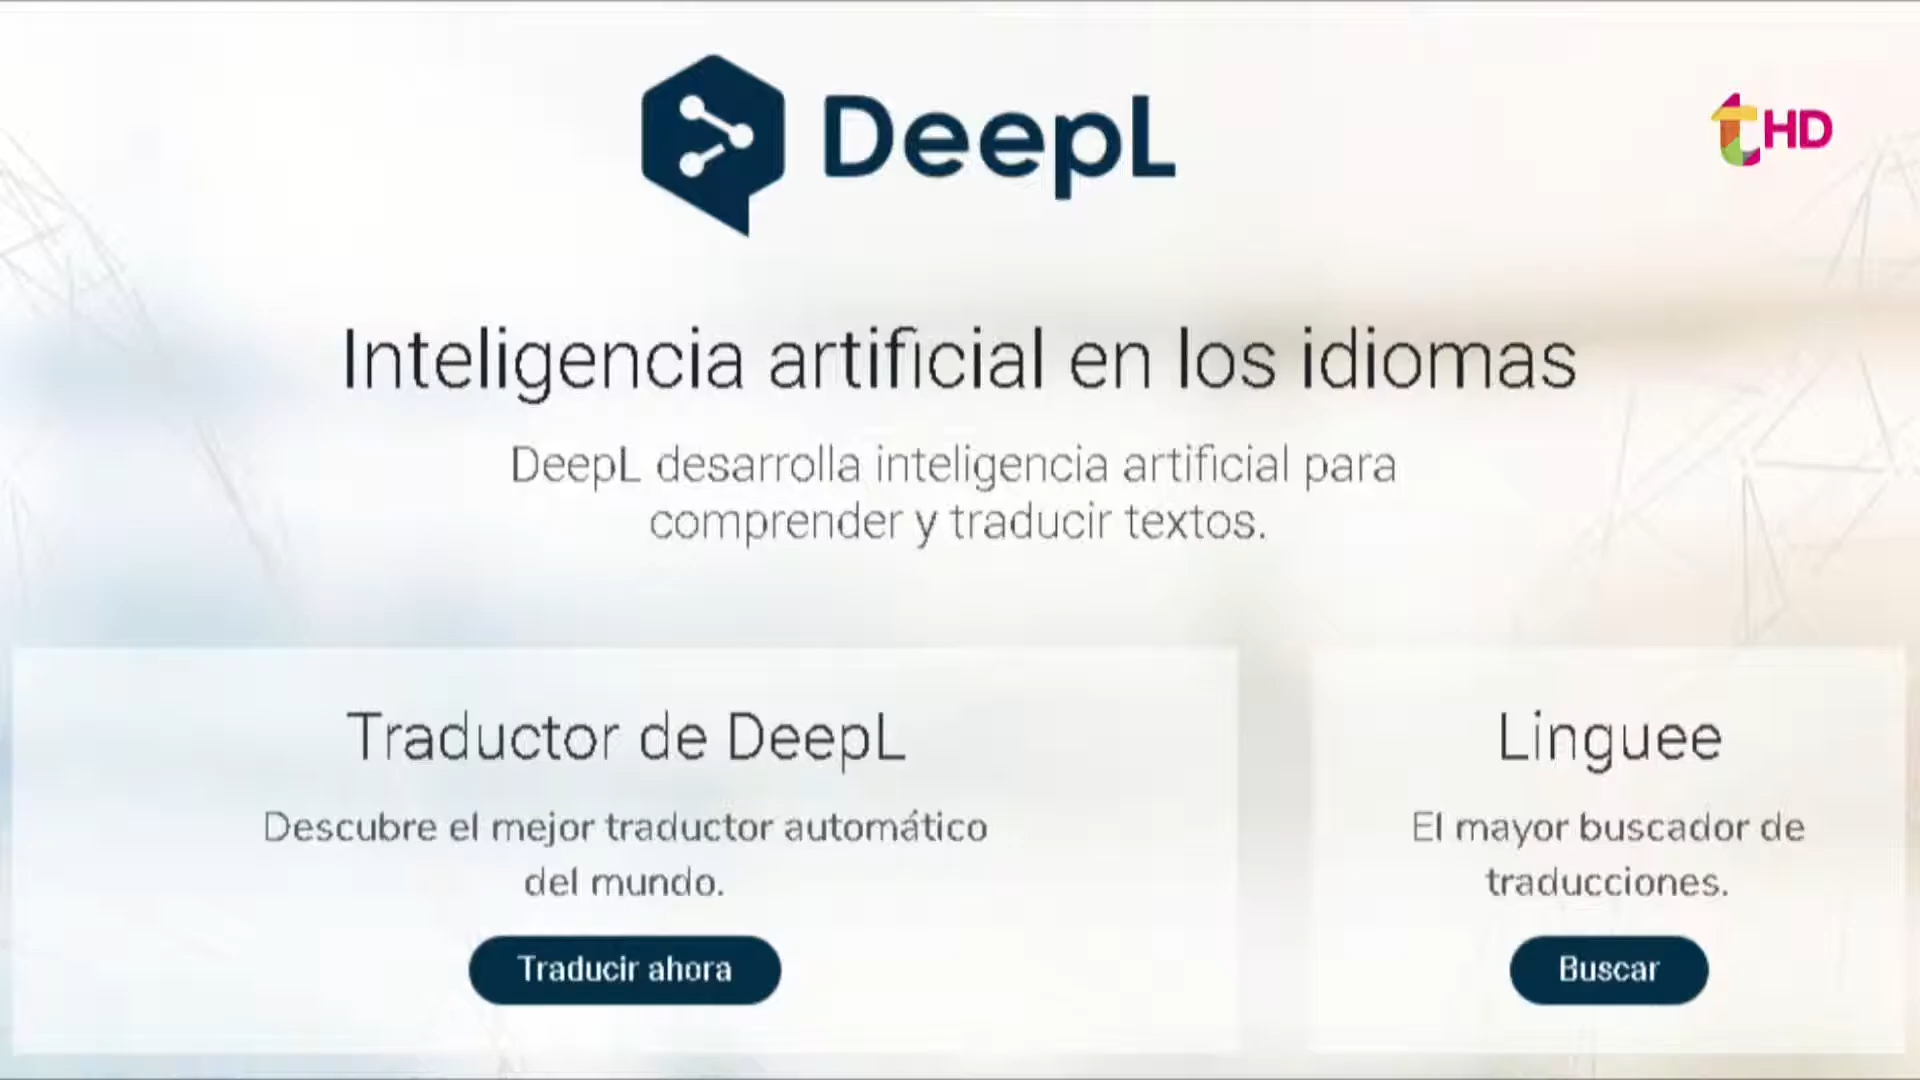 DeepL
tHD
Inteligencia artificial en los idiomas
DeepL desarrolla inteligencia artificial para
comprender y traducir textos.
Traductor de DeepL
Descubre el mejor traductor automático
del mundo.
Traducir ahora
Linguee
El mayor buscador de
traducciones.
Buscar